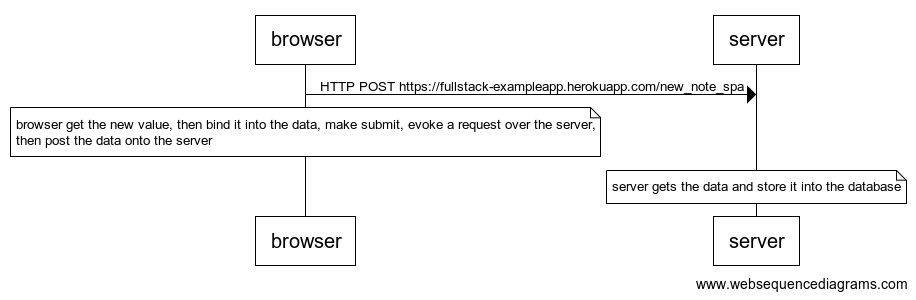 browser
server
HTTP POST https://fullstack-exampleapp.herokuapp.com/new_note_spa
browser get the new value, then bind it into the data, make submit, evoke a request over the server,
then post the data onto the server
server gets the data and store it into the database
browser
server
www.websequencediagrams.com